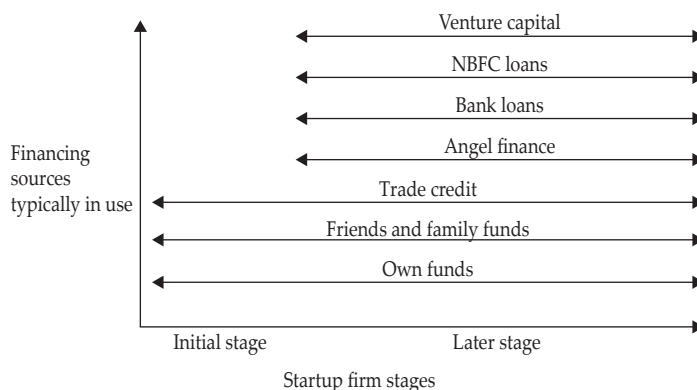 Venture capital
NBFC loans
Bank loans
Angel finance
Financing
sources
typically in use
Trade credit
Friends and family funds
Own funds
Initial stage
Later stage
Startup firm stages